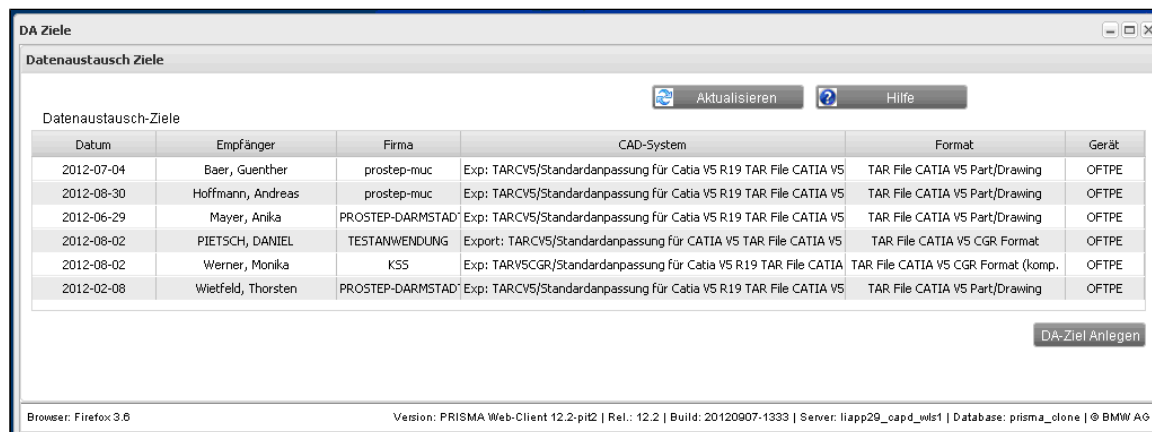 DA Ziele
Datenaustausch Ziele
Aktualisieren Hilfe
Datenaustausch-Ziele
Datum Empfänger Firma CAD-System Format Gerät
2012-07-04 Baer, Guenther prostep-muc Exp: TARCV5/Standardanpassung für Catia V5 R19 TAR File CATIA V5 TAR File CATIA V5 Part/Drawing OFTPE
2012-08-30 Hoffmann, Andreas prostep-muc Exp: TARCV5/Standardanpassung für Catia V5 R19 TAR File CATIA V5 TAR File CATIA V5 Part/Drawing OFTPE
2012-06-29 Mayer, Anika PROSTEP-DARMSTADT Exp: TARCV5/Standardanpassung für Catia V5 R19 TAR File CATIA V5 TAR File CATIA V5 Part/Drawing OFTPE
2012-08-02 PIETSCH, DANIEL TESTANWENDUNG Export: TARCV5/Standardanpassung für CATIA V5 TAR File CATIA V5 TAR File CATIA V5 CGR Format OFTPE
2012-08-02 Werner, Monika KSS Exp: TARV5CGR/Standardanpassung für Catia V5 R19 TAR File CATIA TAR File CATIA V5 CGR Format (komp. OFTPE
2012-02-08 Wietfeld, Thorsten PROSTEP-DARMSTADT Exp: TARCV5/Standardanpassung für Catia V5 R19 TAR File CATIA V5 TAR File CATIA V5 Part/Drawing OFTPE
DA-Ziel Anlegen
Browser: Firefox 3.6 Version: PRISMA Web-Client 12.2-pit2 | Rel.: 12.2 | Build: 20120907-1333 | Server: liapp29_capd_wls1 | Database: prisma_clone | © BMW AG